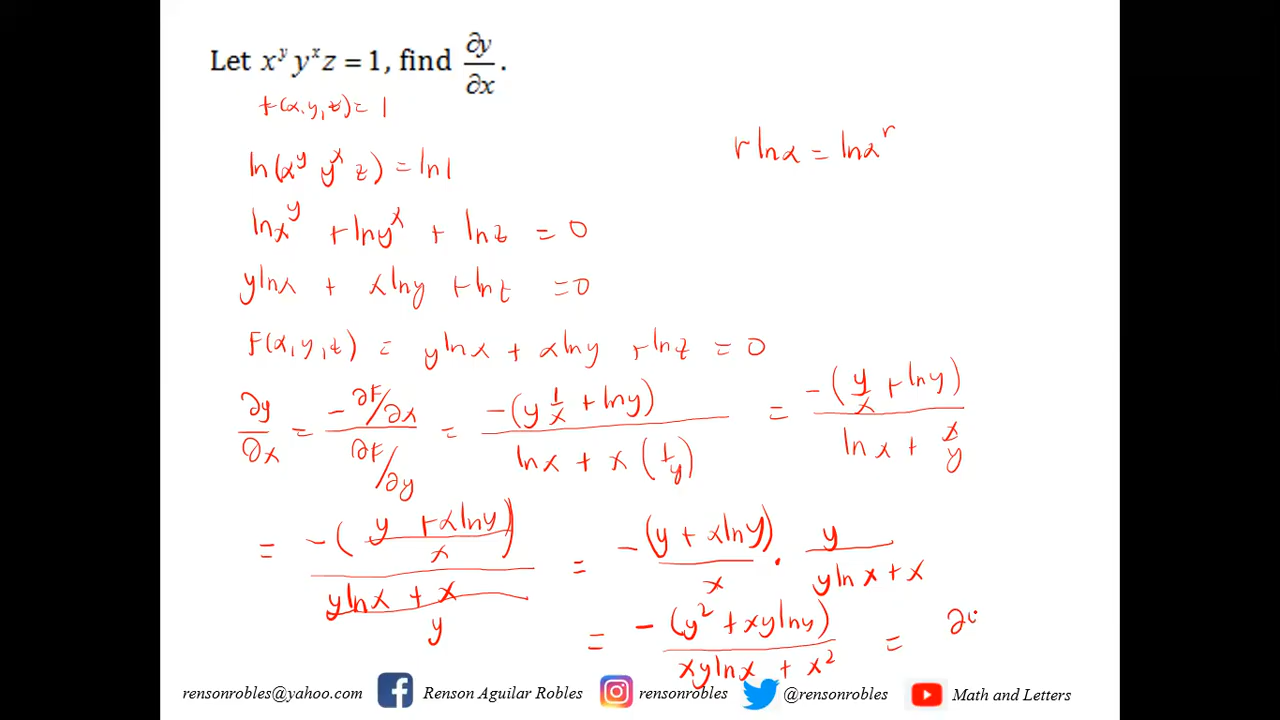 Let x^y y^x z = 1, find ∂y/∂x.
f(x,y,z) = 1
r ln x = ln x^r
ln(x^y y^x z) = ln 1
ln x^y + ln y^x + ln z = 0
y ln x + x ln y + ln z = 0
F(x,y,z) = y ln x + x ln y + ln z = 0
∂y/∂x = -∂F/∂x / ∂F/∂y = -(y 1/x + ln y) / (ln x + x(1/y)) = -(y/x + ln y) / (ln x + x/y)
= -((y + x ln y)/x) / ((y ln x + x)/y) = -(y + x ln y)/x · y/(y ln x + x)
= -(y² + xy ln y) / (xy ln x + x²) = ∂
rensonrobles@yahoo.com Renson Aguilar Robles rensonrobles @rensonrobles Math and Letters